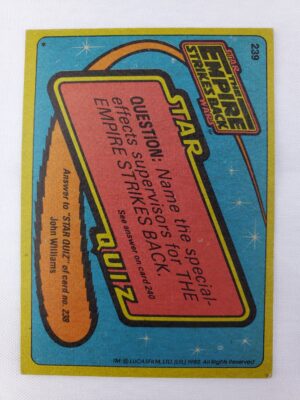 239
STAR
THE
EMPIRE
STRIKES BACK
WARS
STAR QUIZ
QUESTION: Name the special-
effects supervisors for THE
EMPIRE STRIKES BACK.
See answer on card 240
Answer to "STAR QUIZ" of card no. 238
John Williams
TM: © LUCASFILM, LTD. (LFL) 1980. All Rights Reserved